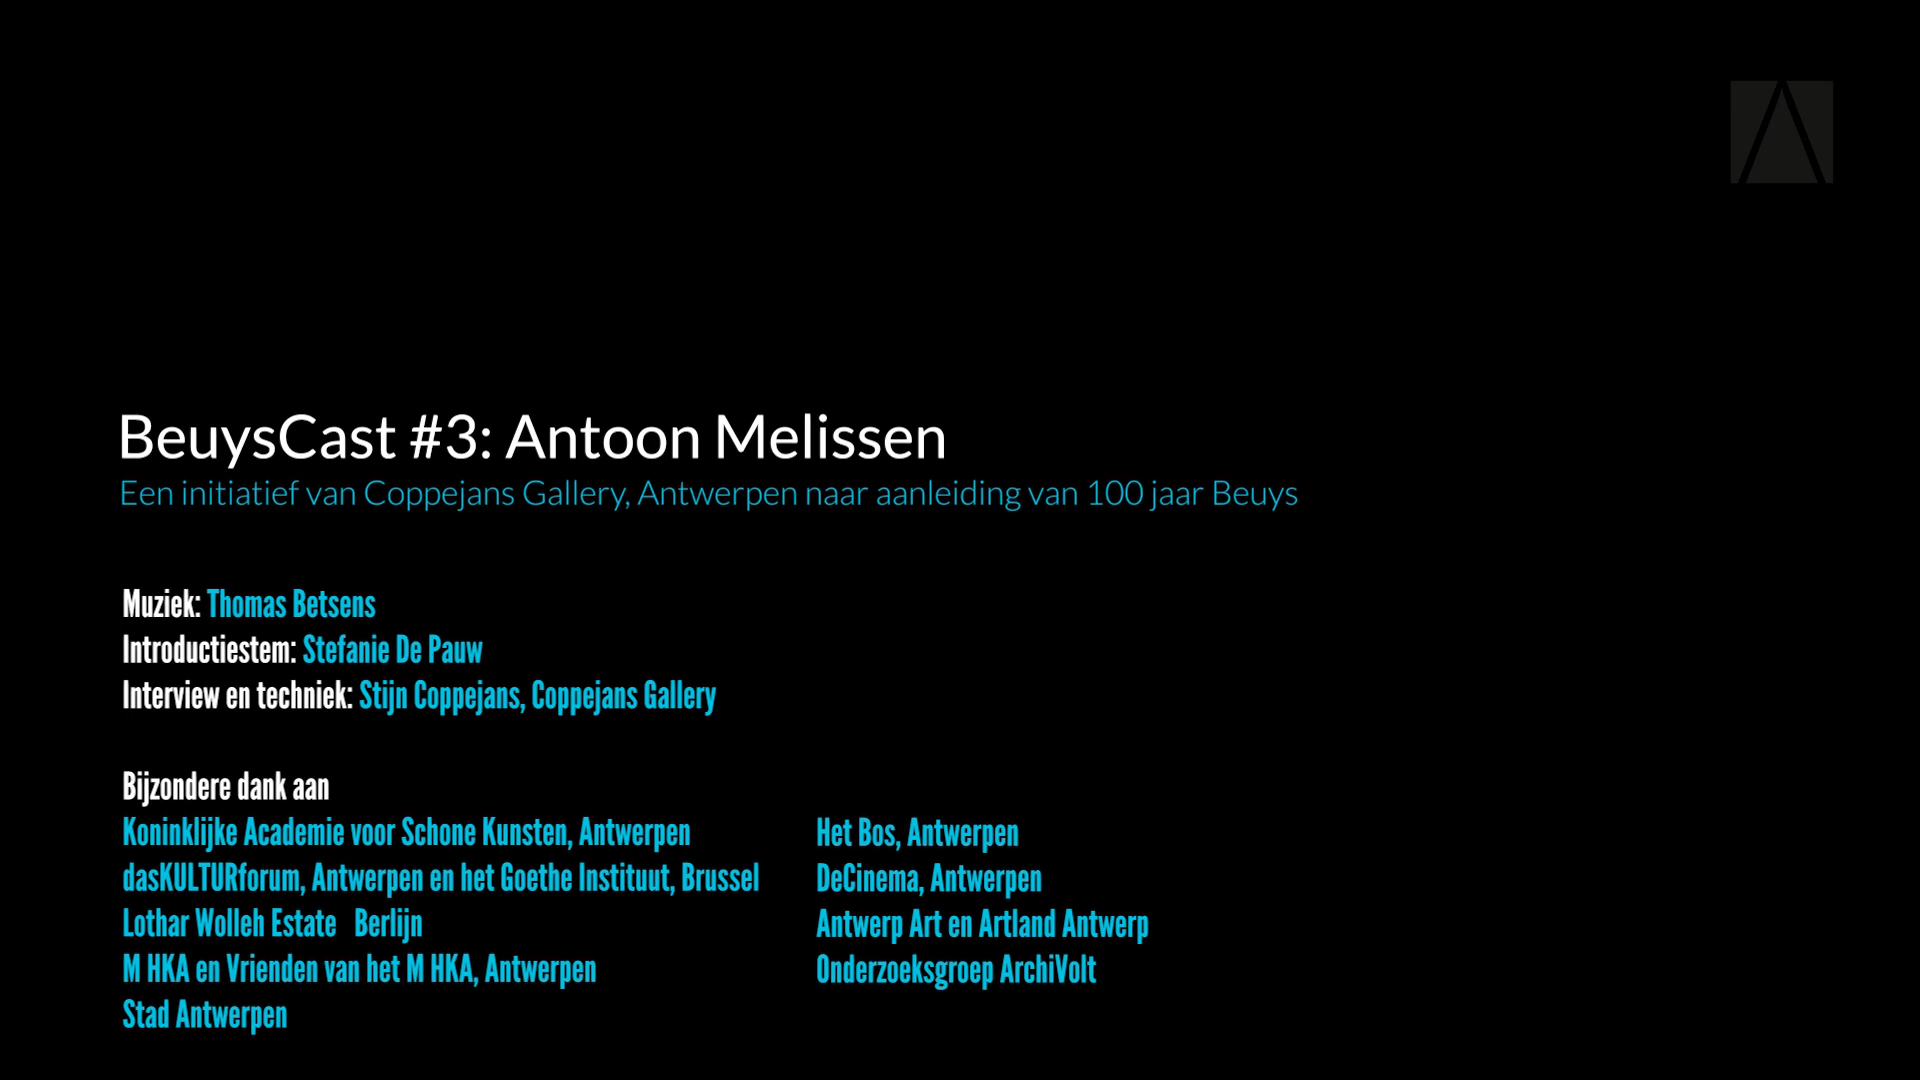 BeuysCast #3: Antoon Melissen
Een initiatief van Coppejans Gallery, Antwerpen naar aanleiding van 100 jaar Beuys
Muziek: Thomas Betsens
Introductiestem: Stefanie De Pauw
Interview en techniek: Stijn Coppejans, Coppejans Gallery
Bijzondere dank aan
Koninklijke Academie voor Schone Kunsten, Antwerpen
dasKULTURforum, Antwerpen en het Goethe Instituut, Brussel
Lothar Wolleh Estate Berlijn
M HKA en Vrienden van het M HKA, Antwerpen
Stad Antwerpen
Het Bos, Antwerpen
DeCinema, Antwerpen
Antwerp Art en Artland Antwerp
Onderzoeksgroep ArchiVolt